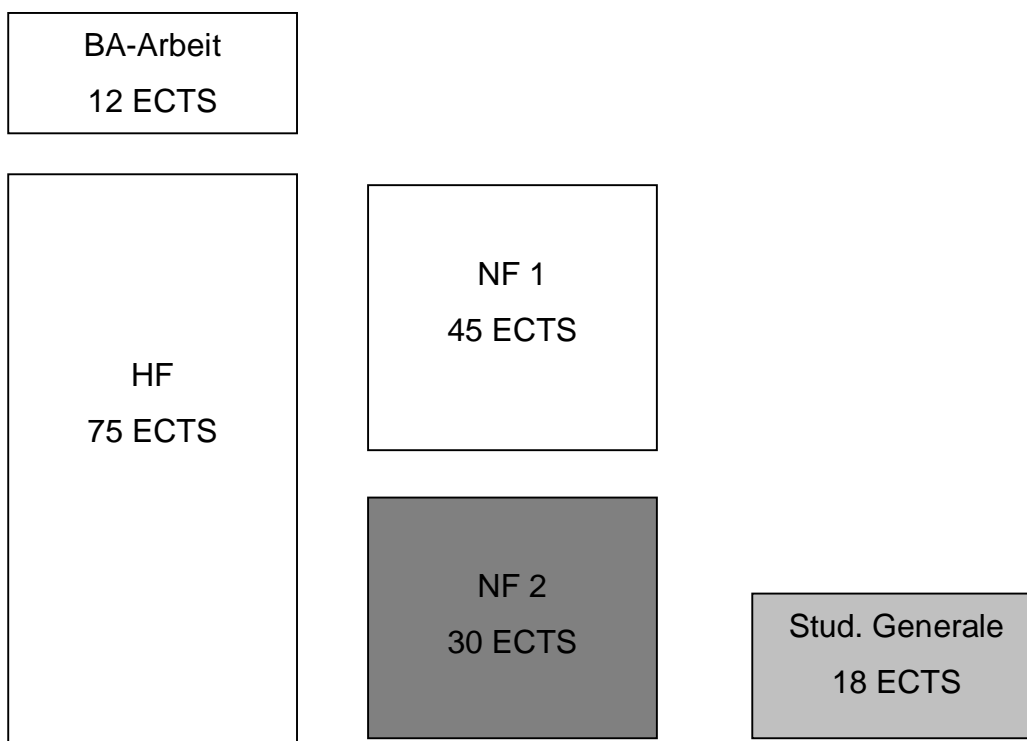 BA-Arbeit
12 ECTS
HF
75 ECTS
NF 1
45 ECTS
NF 2
30 ECTS
Stud. Generale
18 ECTS